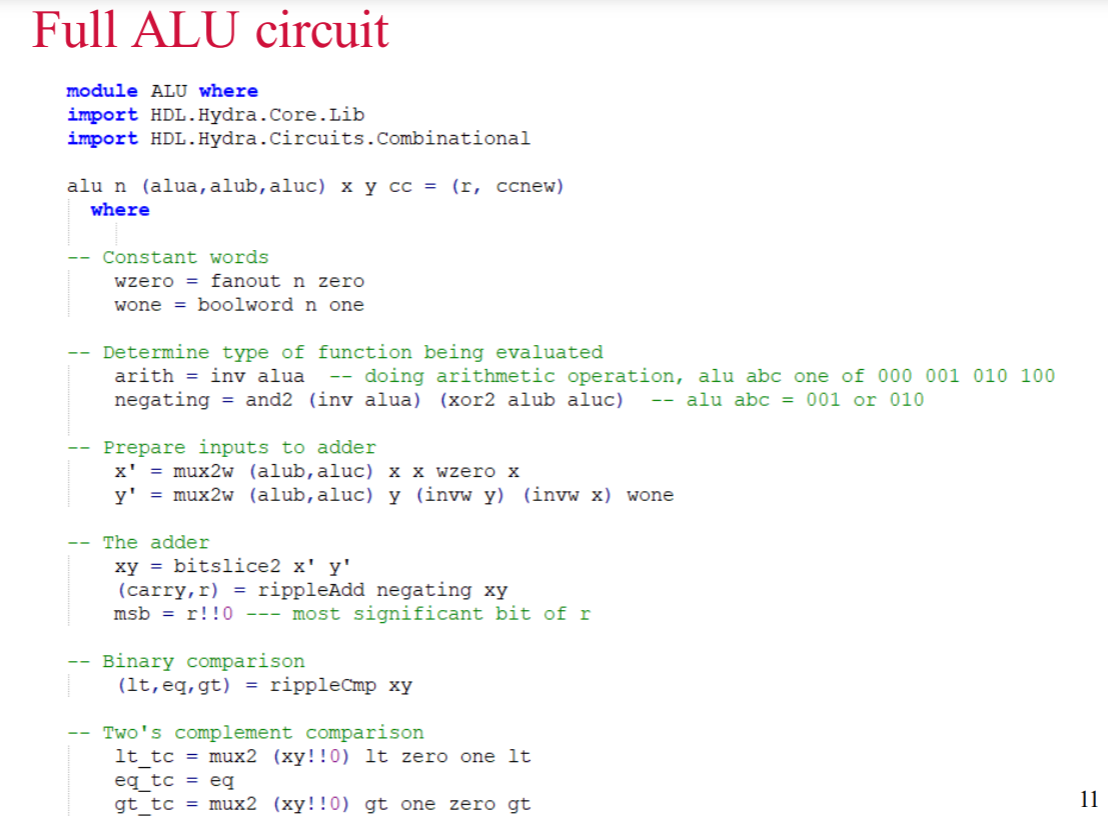 Full ALU circuit
module ALU where
import HDL.Hydra.Core.Lib
import HDL.Hydra.Circuits.Combinational
alu n (alua,alub,aluc) x y cc = (r, ccnew)
where
-- Constant words
wzero = fanout n zero
wone = boolword n one
-- Determine type of function being evaluated
arith = inv alua -- doing arithmetic operation, alu abc one of 000 001 010 100
negating = and2 (inv alua) (xor2 alub aluc) -- alu abc = 001 or 010
-- Prepare inputs to adder
x' = mux2w (alub,aluc) x x wzero x
y' = mux2w (alub,aluc) y (invw y) (invw x) wone
-- The adder
xy = bitslice2 x' y'
(carry,r) = rippleAdd negating xy
msb = r!!0 --- most significant bit of r
-- Binary comparison
(lt,eq,gt) = rippleCmp xy
-- Two's complement comparison
lt_tc = mux2 (xy!!0) lt zero one lt
eq_tc = eq
gt_tc = mux2 (xy!!0) gt one zero gt
11